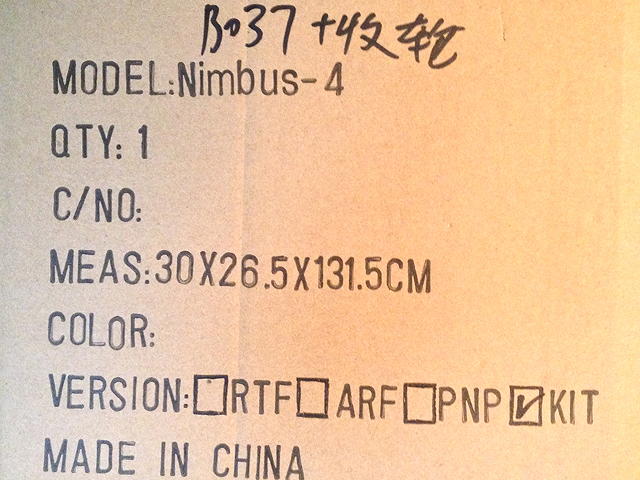 B037+收轮
MODEL:Nimbus-4
QTY: 1
C/NO:
MEAS:30X26.5X131.5CM
COLOR:
VERSION:☐RTF☐ARF☐PNP☑KIT
MADE IN CHINA